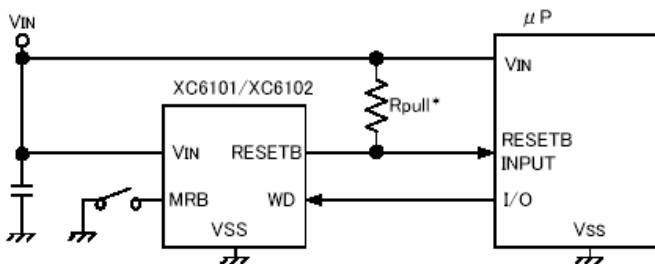 VIN
μP
VIN
XC6101/XC6102
Rpull*
VIN
RESETB
RESETB
INPUT
MRB
WD
I/O
VSS
Vss